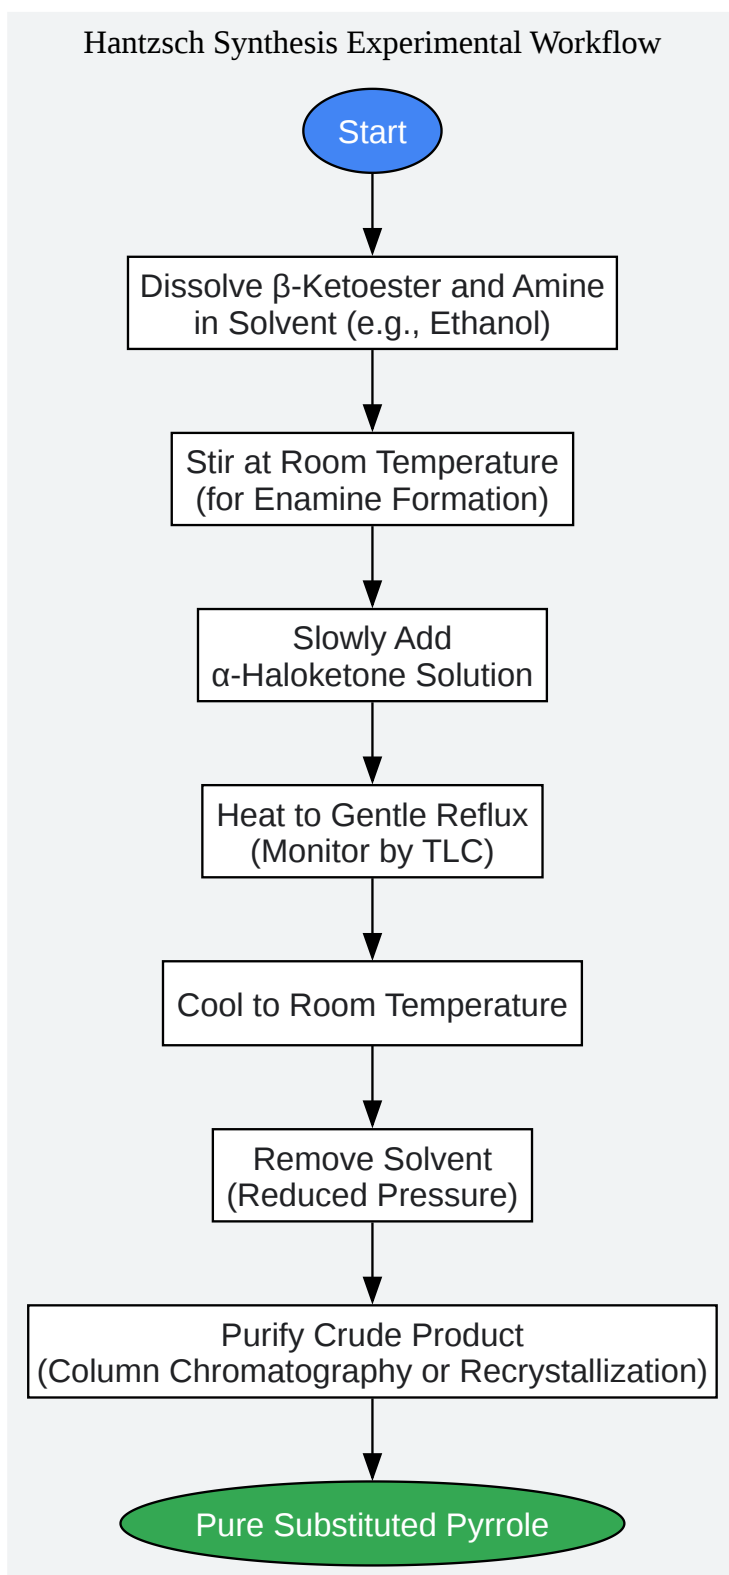 Hantzsch Synthesis Experimental Workflow
Start
Dissolve β-Ketoester and Amine
in Solvent (e.g., Ethanol)
Stir at Room Temperature
(for Enamine Formation)
Slowly Add
α-Haloketone Solution
Heat to Gentle Reflux
(Monitor by TLC)
Cool to Room Temperature
Remove Solvent
(Reduced Pressure)
Purify Crude Product
(Column Chromatography or Recrystallization)
Pure Substituted Pyrrole